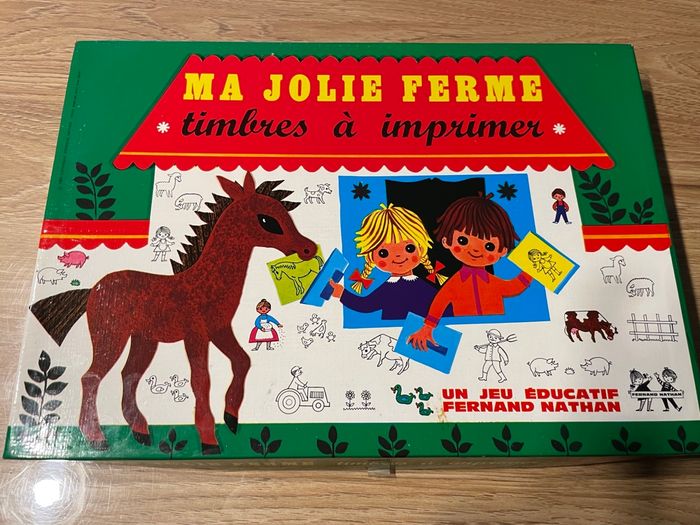 MA JOLIE FERME
timbres à imprimer
UN JEU ÉDUCATIF
FERNAND NATHAN
FERNAND NATHAN